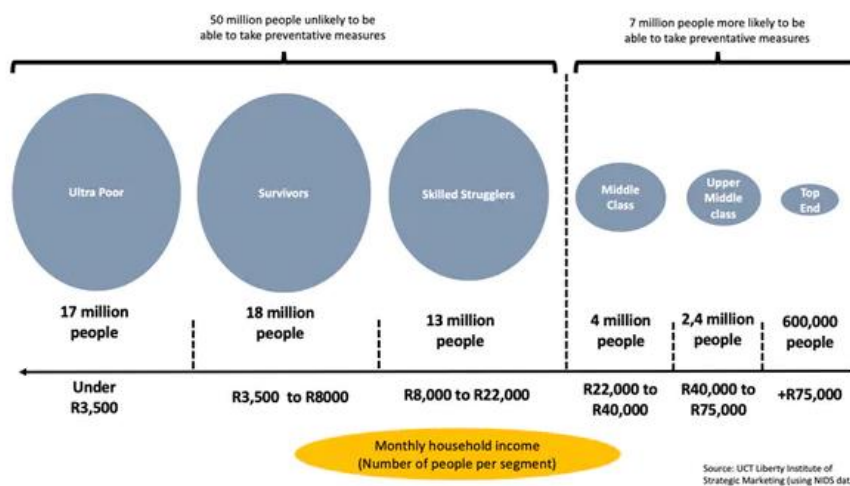 50 million people unlikely to be
able to take preventative measures
7 million people more likely to be
able to take preventative measures
Ultra Poor
Survivors
Skilled Strugglers
Middle
Class
Upper
Middle
class
Top
End
17 million
people
18 million
people
13 million
people
4 million
people
2,4 million
people
600,000
people
Under
R3,500
R3,500 to R8000
R8,000 to R22,000
R22,000 to
R40,000
R40,000 to
R75,000
+R75,000
Monthly household income
(Number of people per segment)
Source: UCT Liberty Institute of
Strategic Marketing (using NIDS dat